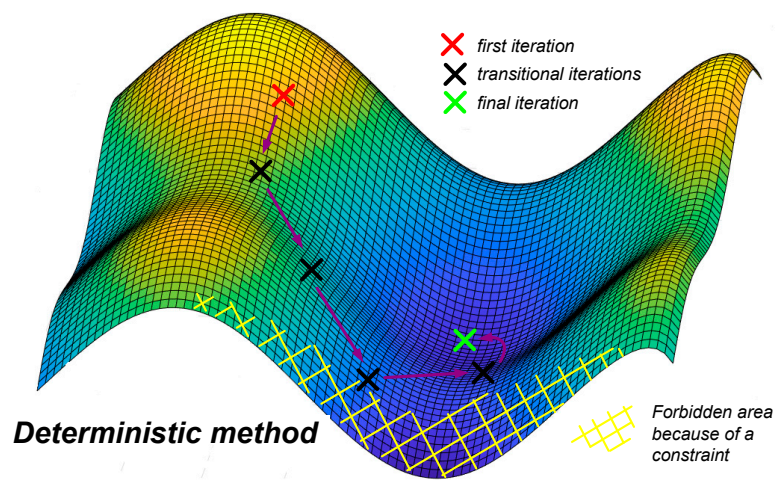 first iteration
transitional iterations
final iteration
Deterministic method
Forbidden area
because of a
constraint